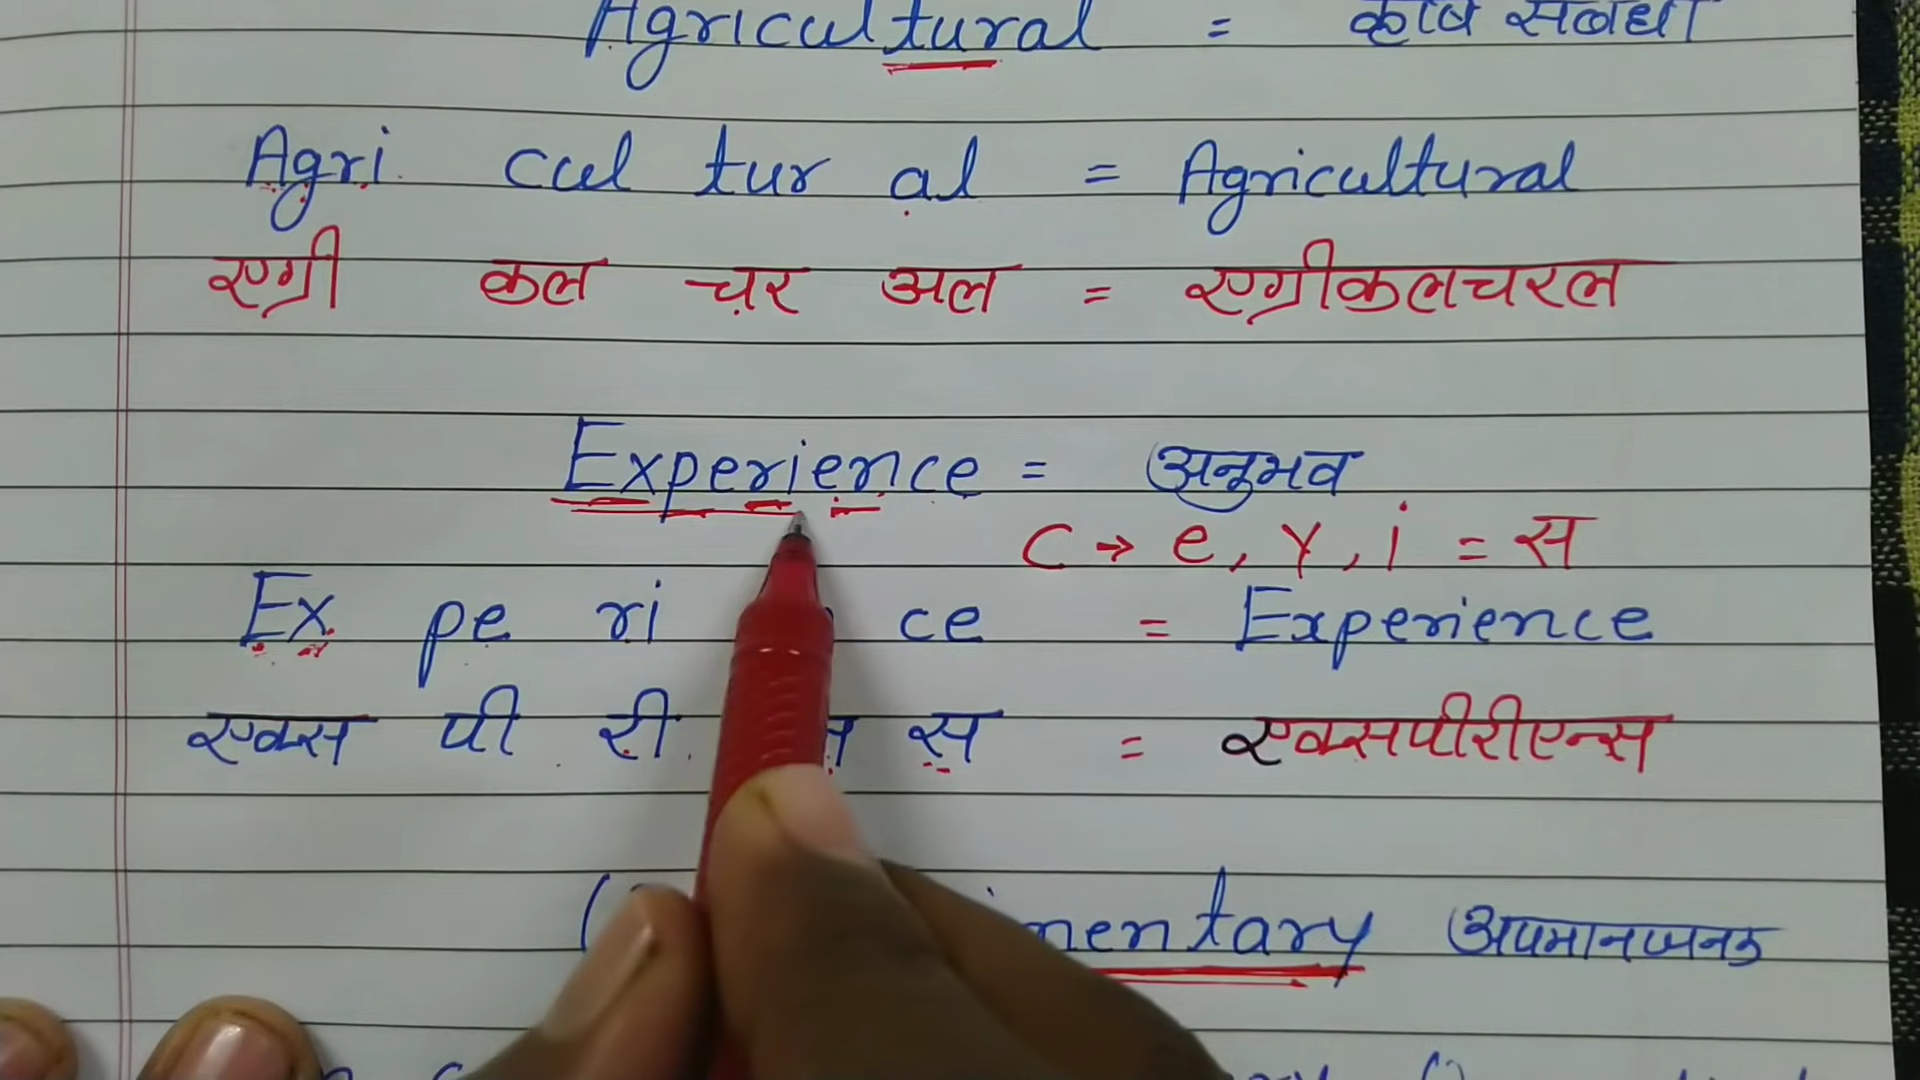 Agricultural = कृषि संबंधी
Agri cul tur al = Agricultural
एग्री कल चर अल = एग्रीकलचरल
Experience = अनुभव
C → e, y, i = स
Ex pe ri ce = Experience
एक्स पी री स = एक्सपीरीएन्स
mentary अपमानजनक